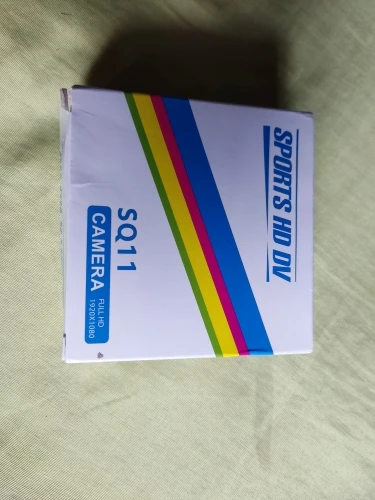 SPORTS HD DV
SQ11
CAMERA
FULL HD
1920X1080